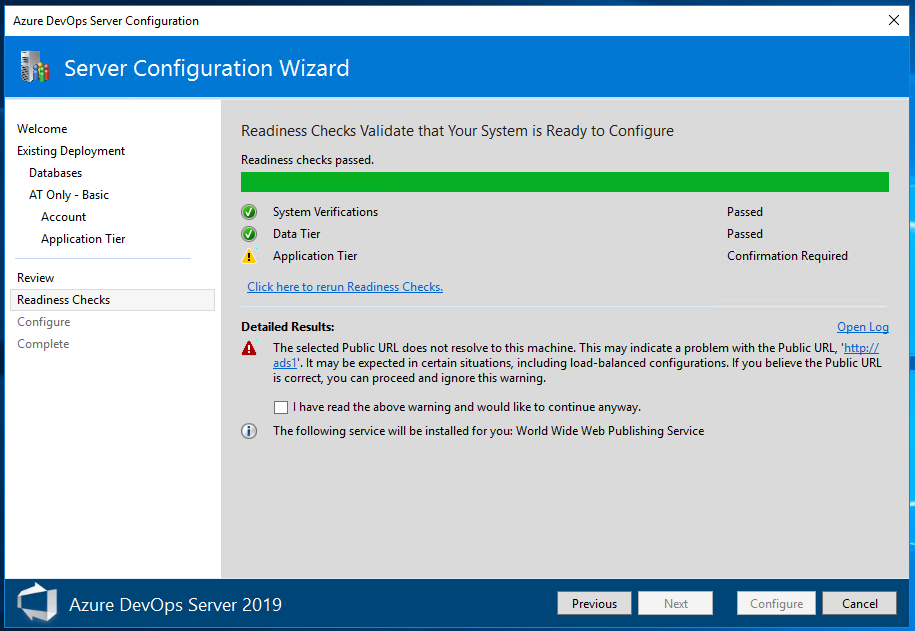 Azure DevOps Server Configuration
Server Configuration Wizard
Welcome
Existing Deployment
Databases
AT Only - Basic
Account
Application Tier
Review
Readiness Checks
Configure
Complete
Readiness Checks Validate that Your System is Ready to Configure
Readiness checks passed.
System Verifications Passed
Data Tier Passed
Application Tier Confirmation Required
Click here to rerun Readiness Checks.
Detailed Results: Open Log
The selected Public URL does not resolve to this machine. This may indicate a problem with the Public URL, 'http://
ads1'. It may be expected in certain situations, including load-balanced configurations. If you believe the Public URL
is correct, you can proceed and ignore this warning.
I have read the above warning and would like to continue anyway.
The following service will be installed for you: World Wide Web Publishing Service
Azure DevOps Server 2019
Previous Next Configure Cancel